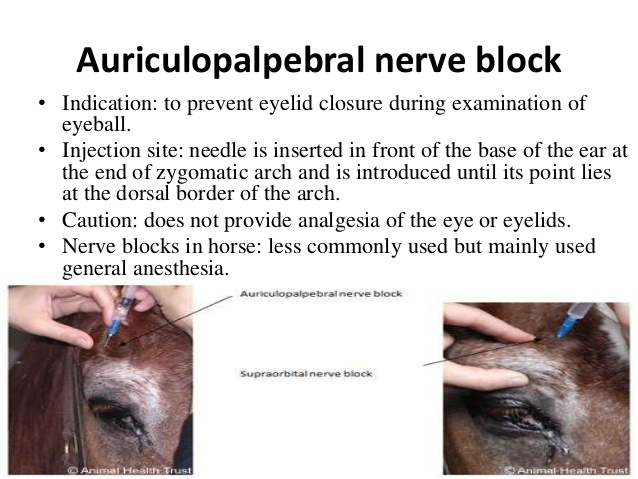 Auriculopalpebral nerve block
• Indication: to prevent eyelid closure during examination of
eyeball.
• Injection site: needle is inserted in front of the base of the ear at
the end of zygomatic arch and is introduced until its point lies
at the dorsal border of the arch.
• Caution: does not provide analgesia of the eye or eyelids.
• Nerve blocks in horse: less commonly used but mainly used
general anesthesia.
Auriculopalpebral nerve block
Supraorbital nerve block
© Animal Health Trust
© Animal Health Trust